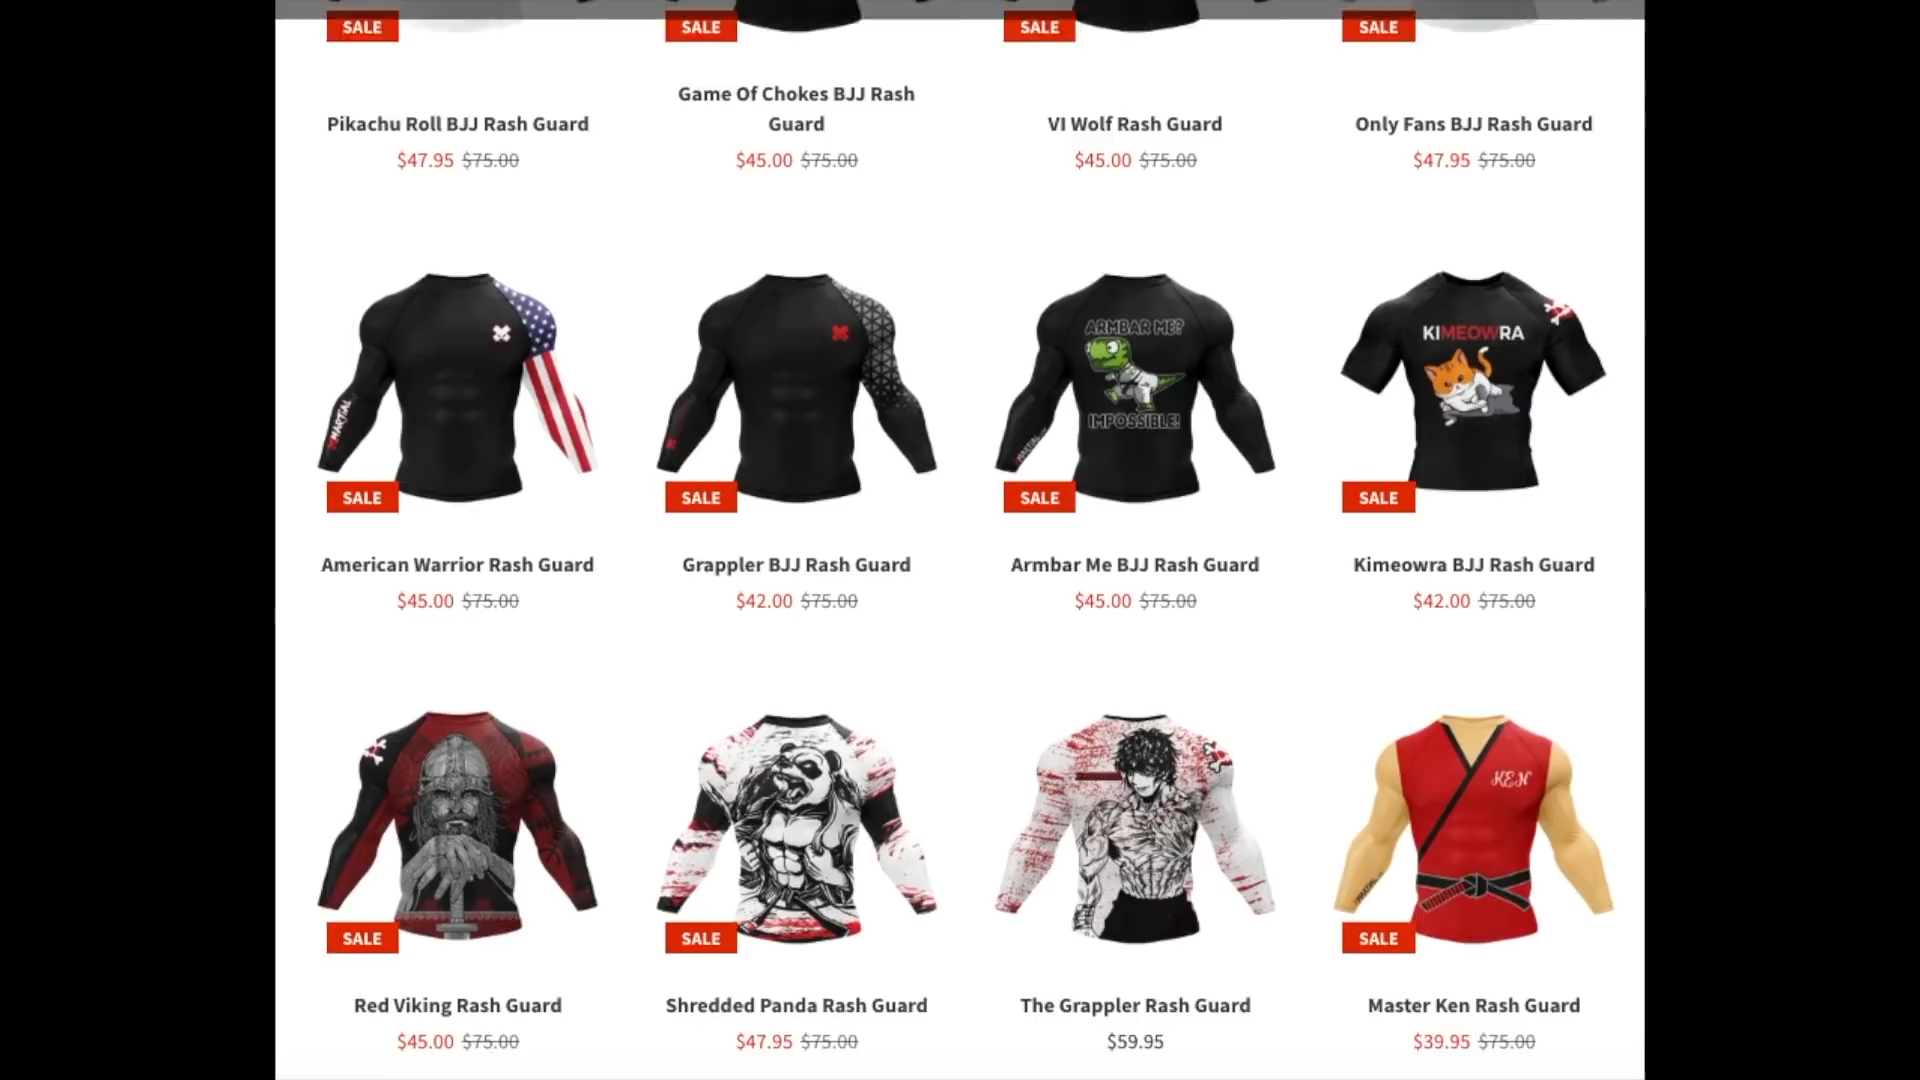 SALE
SALE
SALE
SALE
Pikachu Roll BJJ Rash Guard
$47.95 $75.00
Game Of Chokes BJJ Rash
Guard
$45.00 $75.00
VI Wolf Rash Guard
$45.00 $75.00
Only Fans BJJ Rash Guard
$47.95 $75.00
MARTIAL
SALE
American Warrior Rash Guard
$45.00 $75.00
SALE
Grappler BJJ Rash Guard
$42.00 $75.00
ARMBAR ME?
IMPOSSIBLE!
SALE
Armbar Me BJJ Rash Guard
$45.00 $75.00
KIMEOWRA
SALE
Kimeowra BJJ Rash Guard
$42.00 $75.00
SALE
Red Viking Rash Guard
$45.00 $75.00
SALE
Shredded Panda Rash Guard
$47.95 $75.00
The Grappler Rash Guard
$59.95
KEN
SALE
Master Ken Rash Guard
$39.95 $75.00